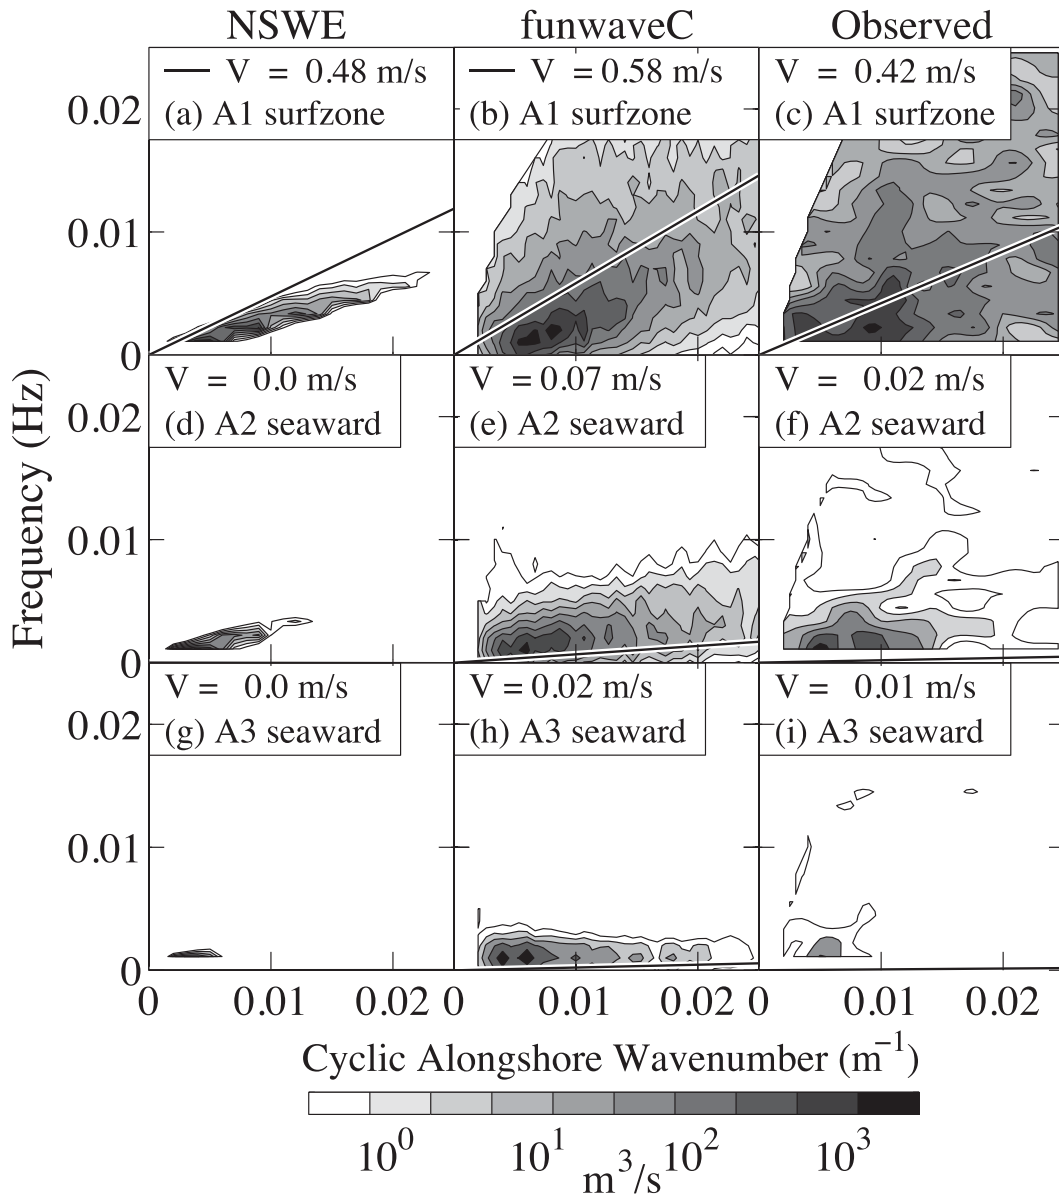 NSWE funwaveC Observed
V = 0.48 m/s V = 0.58 m/s V = 0.42 m/s
(a) A1 surfzone (b) A1 surfzone (c) A1 surfzone
0.02
0.01
0
V = 0.0 m/s V = 0.07 m/s V = 0.02 m/s
(d) A2 seaward (e) A2 seaward (f) A2 seaward
0.02
0.01
0
V = 0.0 m/s V = 0.02 m/s V = 0.01 m/s
(g) A3 seaward (h) A3 seaward (i) A3 seaward
0.02
0.01
0
Frequency (Hz)
0 0.01 0.02 0 0.01 0.02 0.01 0.02
Cyclic Alongshore Wavenumber (m⁻¹)
10⁰ 10¹ 10² 10³
m³/s